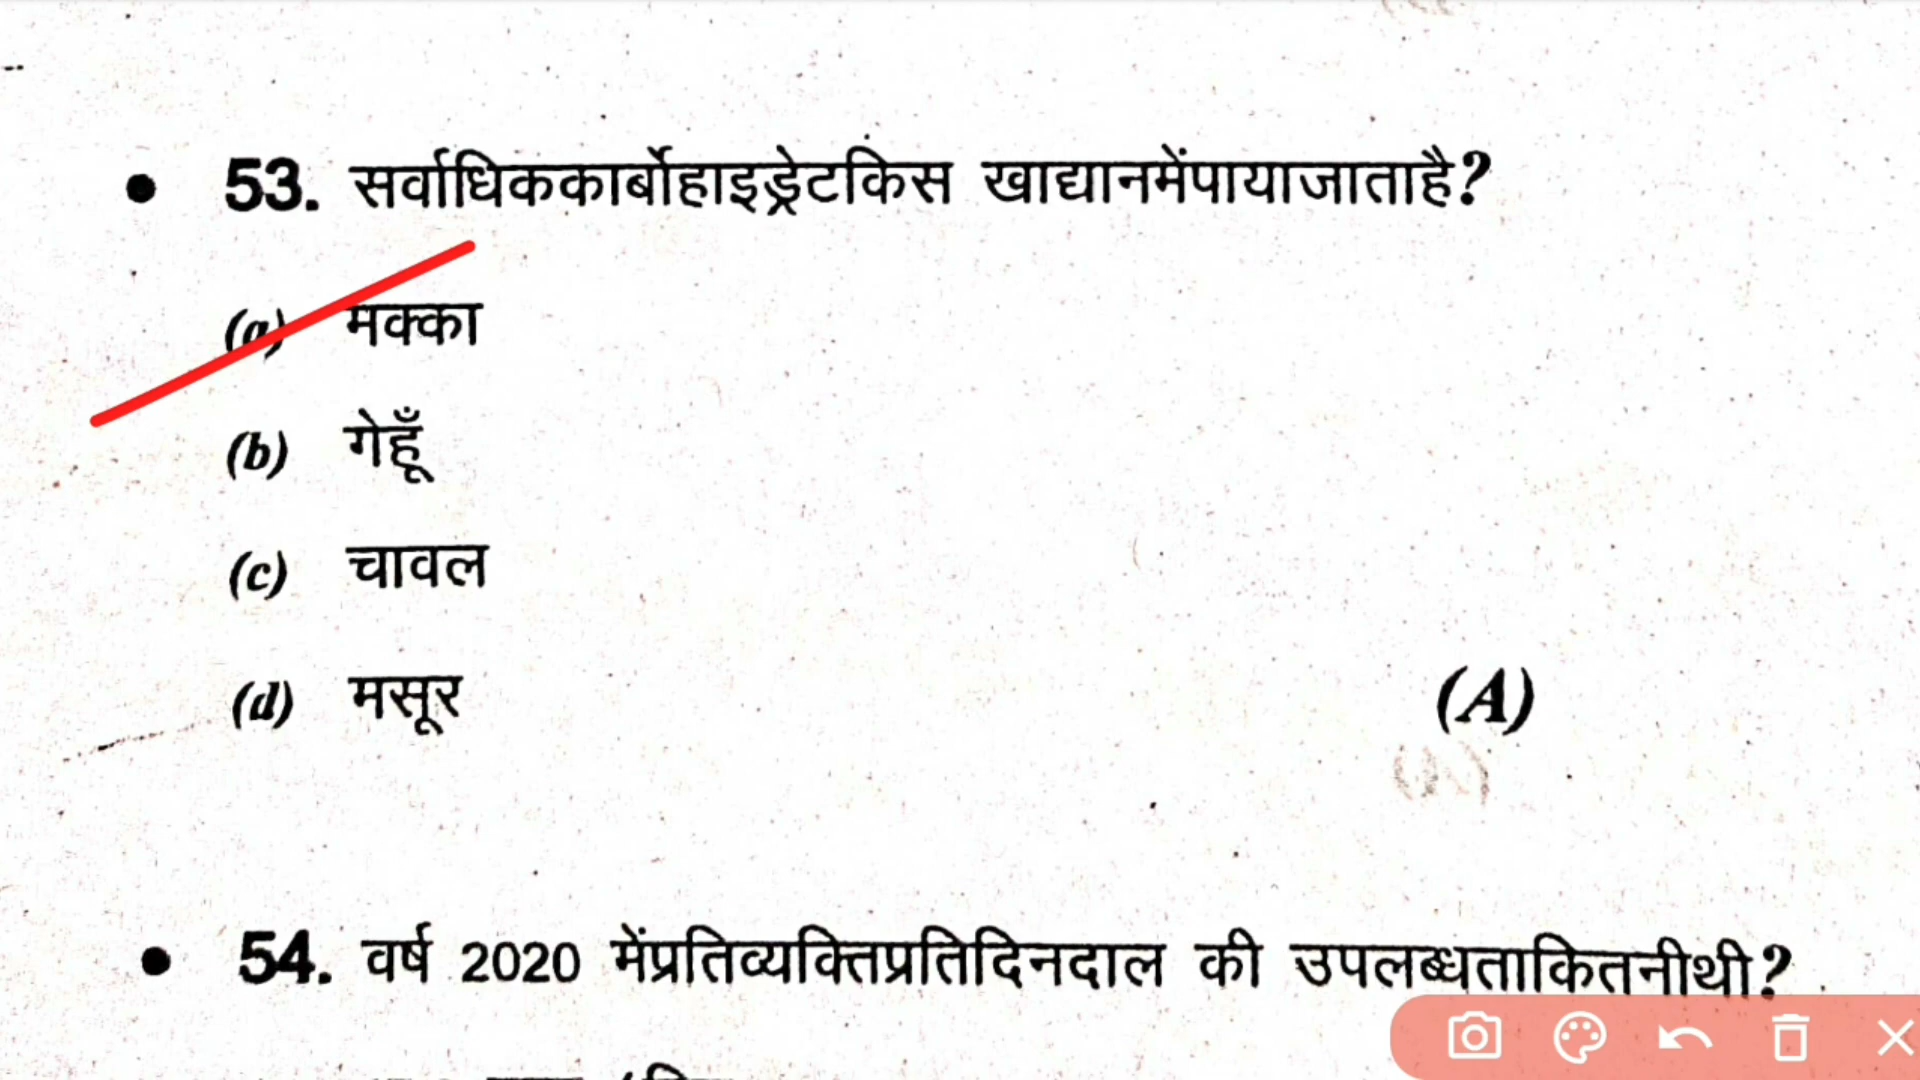 53. सर्वाधिककार्बोहाइड्रेटकिस खाद्यानमेंपायाजाताहै?
(a) मक्का
(b) गेहूँ
(c) चावल
(d) मसूर
(A)
54. वर्ष 2020 मेंप्रतिव्यक्तिप्रतिदिनदाल की उपलब्धताकितनीथी?